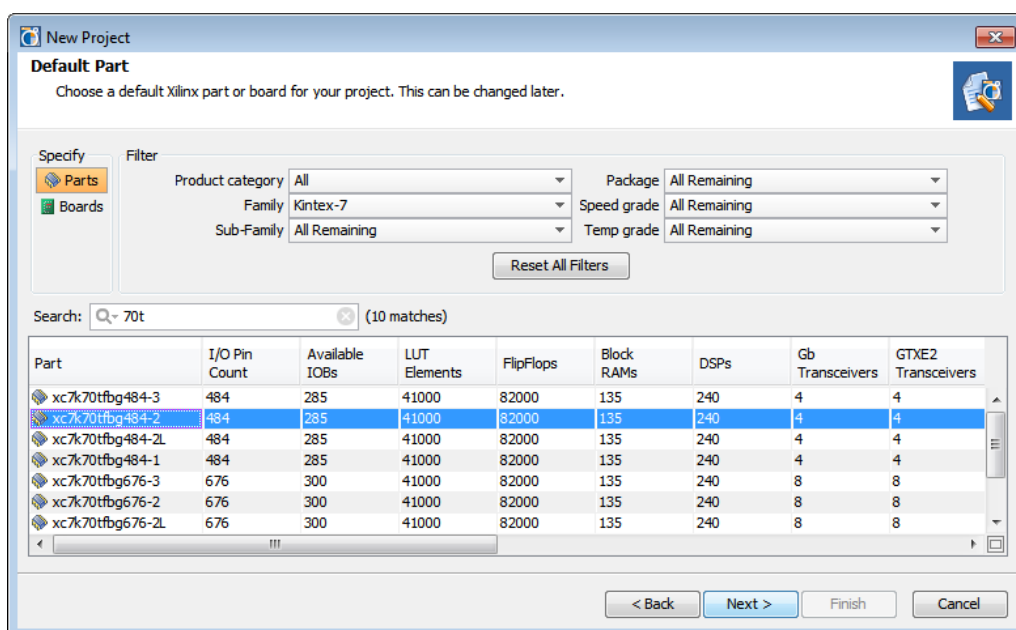 New Project
Default Part
Choose a default Xilinx part or board for your project. This can be changed later.
Specify Filter
Parts Product category All Package All Remaining
Boards Family Kintex-7 Speed grade All Remaining
Sub-Family All Remaining Temp grade All Remaining
Reset All Filters
Search: 70t (10 matches)
Part I/O Pin Count Available IOBs LUT Elements FlipFlops Block RAMs DSPs Gb Transceivers GTXE2 Transceivers
xc7k70tfbg484-3 484 285 41000 82000 135 240 4 4
xc7k70tfbg484-2 484 285 41000 82000 135 240 4 4
xc7k70tfbg484-2L 484 285 41000 82000 135 240 4 4
xc7k70tfbg484-1 484 285 41000 82000 135 240 4 4
xc7k70tfbg676-3 676 300 41000 82000 135 240 8 8
xc7k70tfbg676-2 676 300 41000 82000 135 240 8 8
xc7k70tfbg676-2L 676 300 41000 82000 135 240 8 8
< Back Next > Finish Cancel